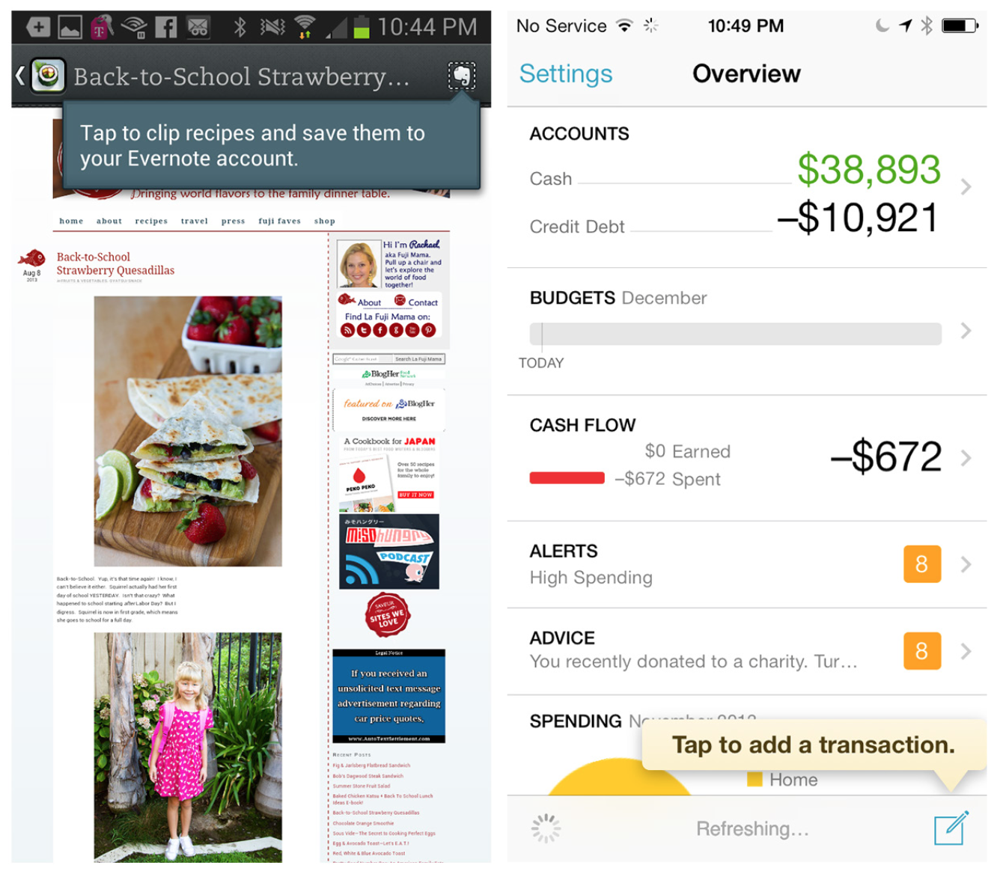 10:44 PM
Back-to-School Strawberry...
Tap to clip recipes and save them to
your Evernote account.
Bringing world flavors to the family dinner table.
home about recipes travel press fuji faves shop
Aug 8
2013
Back-to-School
Strawberry Quesadillas
Back-to-School. Yup, it's that time again! I know, I
can't believe it either. Squirrel actually had her first
day of school YESTERDAY. Isn't that crazy? What
happened to school starting after Labor Day? But I
digress. Squirrel is now in first grade, which means
she goes to school for a full day.
Hi I'm Rachael,
aka Fuji Mama.
Pull up a chair and
let's explore the
world of food
together!
About Contact
Find La Fuji Mama on:
Search La Fuji Mama
BlogHer Food Network
AdChoices | Advertise | Privacy
featured on BlogHer
DISCOVER MORE HERE
A Cookbook for JAPAN
FROM TODAY'S BEST FOOD WRITERS & BLOGGERS
Over 50 recipes
for the whole
family to enjoy!
PEKO PEKO
BUY IT NOW
みそハングリー
misohungry
PODCAST
SAVEUR
SITES WE
LOVE
Legal Notice
If you received an
unsolicited text message
advertisement regarding
car price quotes,
www.AutoTextSettlement.com
RECENT POSTS
Fig & Jarlsberg Flatbread Sandwich
Bob's Dagwood Steak Sandwich
Summer Stone Fruit Salad
Baked Chicken Katsu + Back To School Lunch
Ideas E-book!
Back-to-School Strawberry Quesadillas
Chocolate Orange Smoothie
Sous Vide—The Secret to Cooking Perfect Eggs
Egg & Avocado Toast—Let's E.A.T.!
Red, White & Blue Avocado Toast
No Service 10:49 PM
Settings Overview
ACCOUNTS
Cash $38,893
Credit Debt –$10,921
BUDGETS December
TODAY
CASH FLOW
$0 Earned
–$672 Spent
–$672
ALERTS
High Spending
8
ADVICE
You recently donated to a charity. Tur...
8
SPENDING November 2013
Tap to add a transaction.
Home
Refreshing...